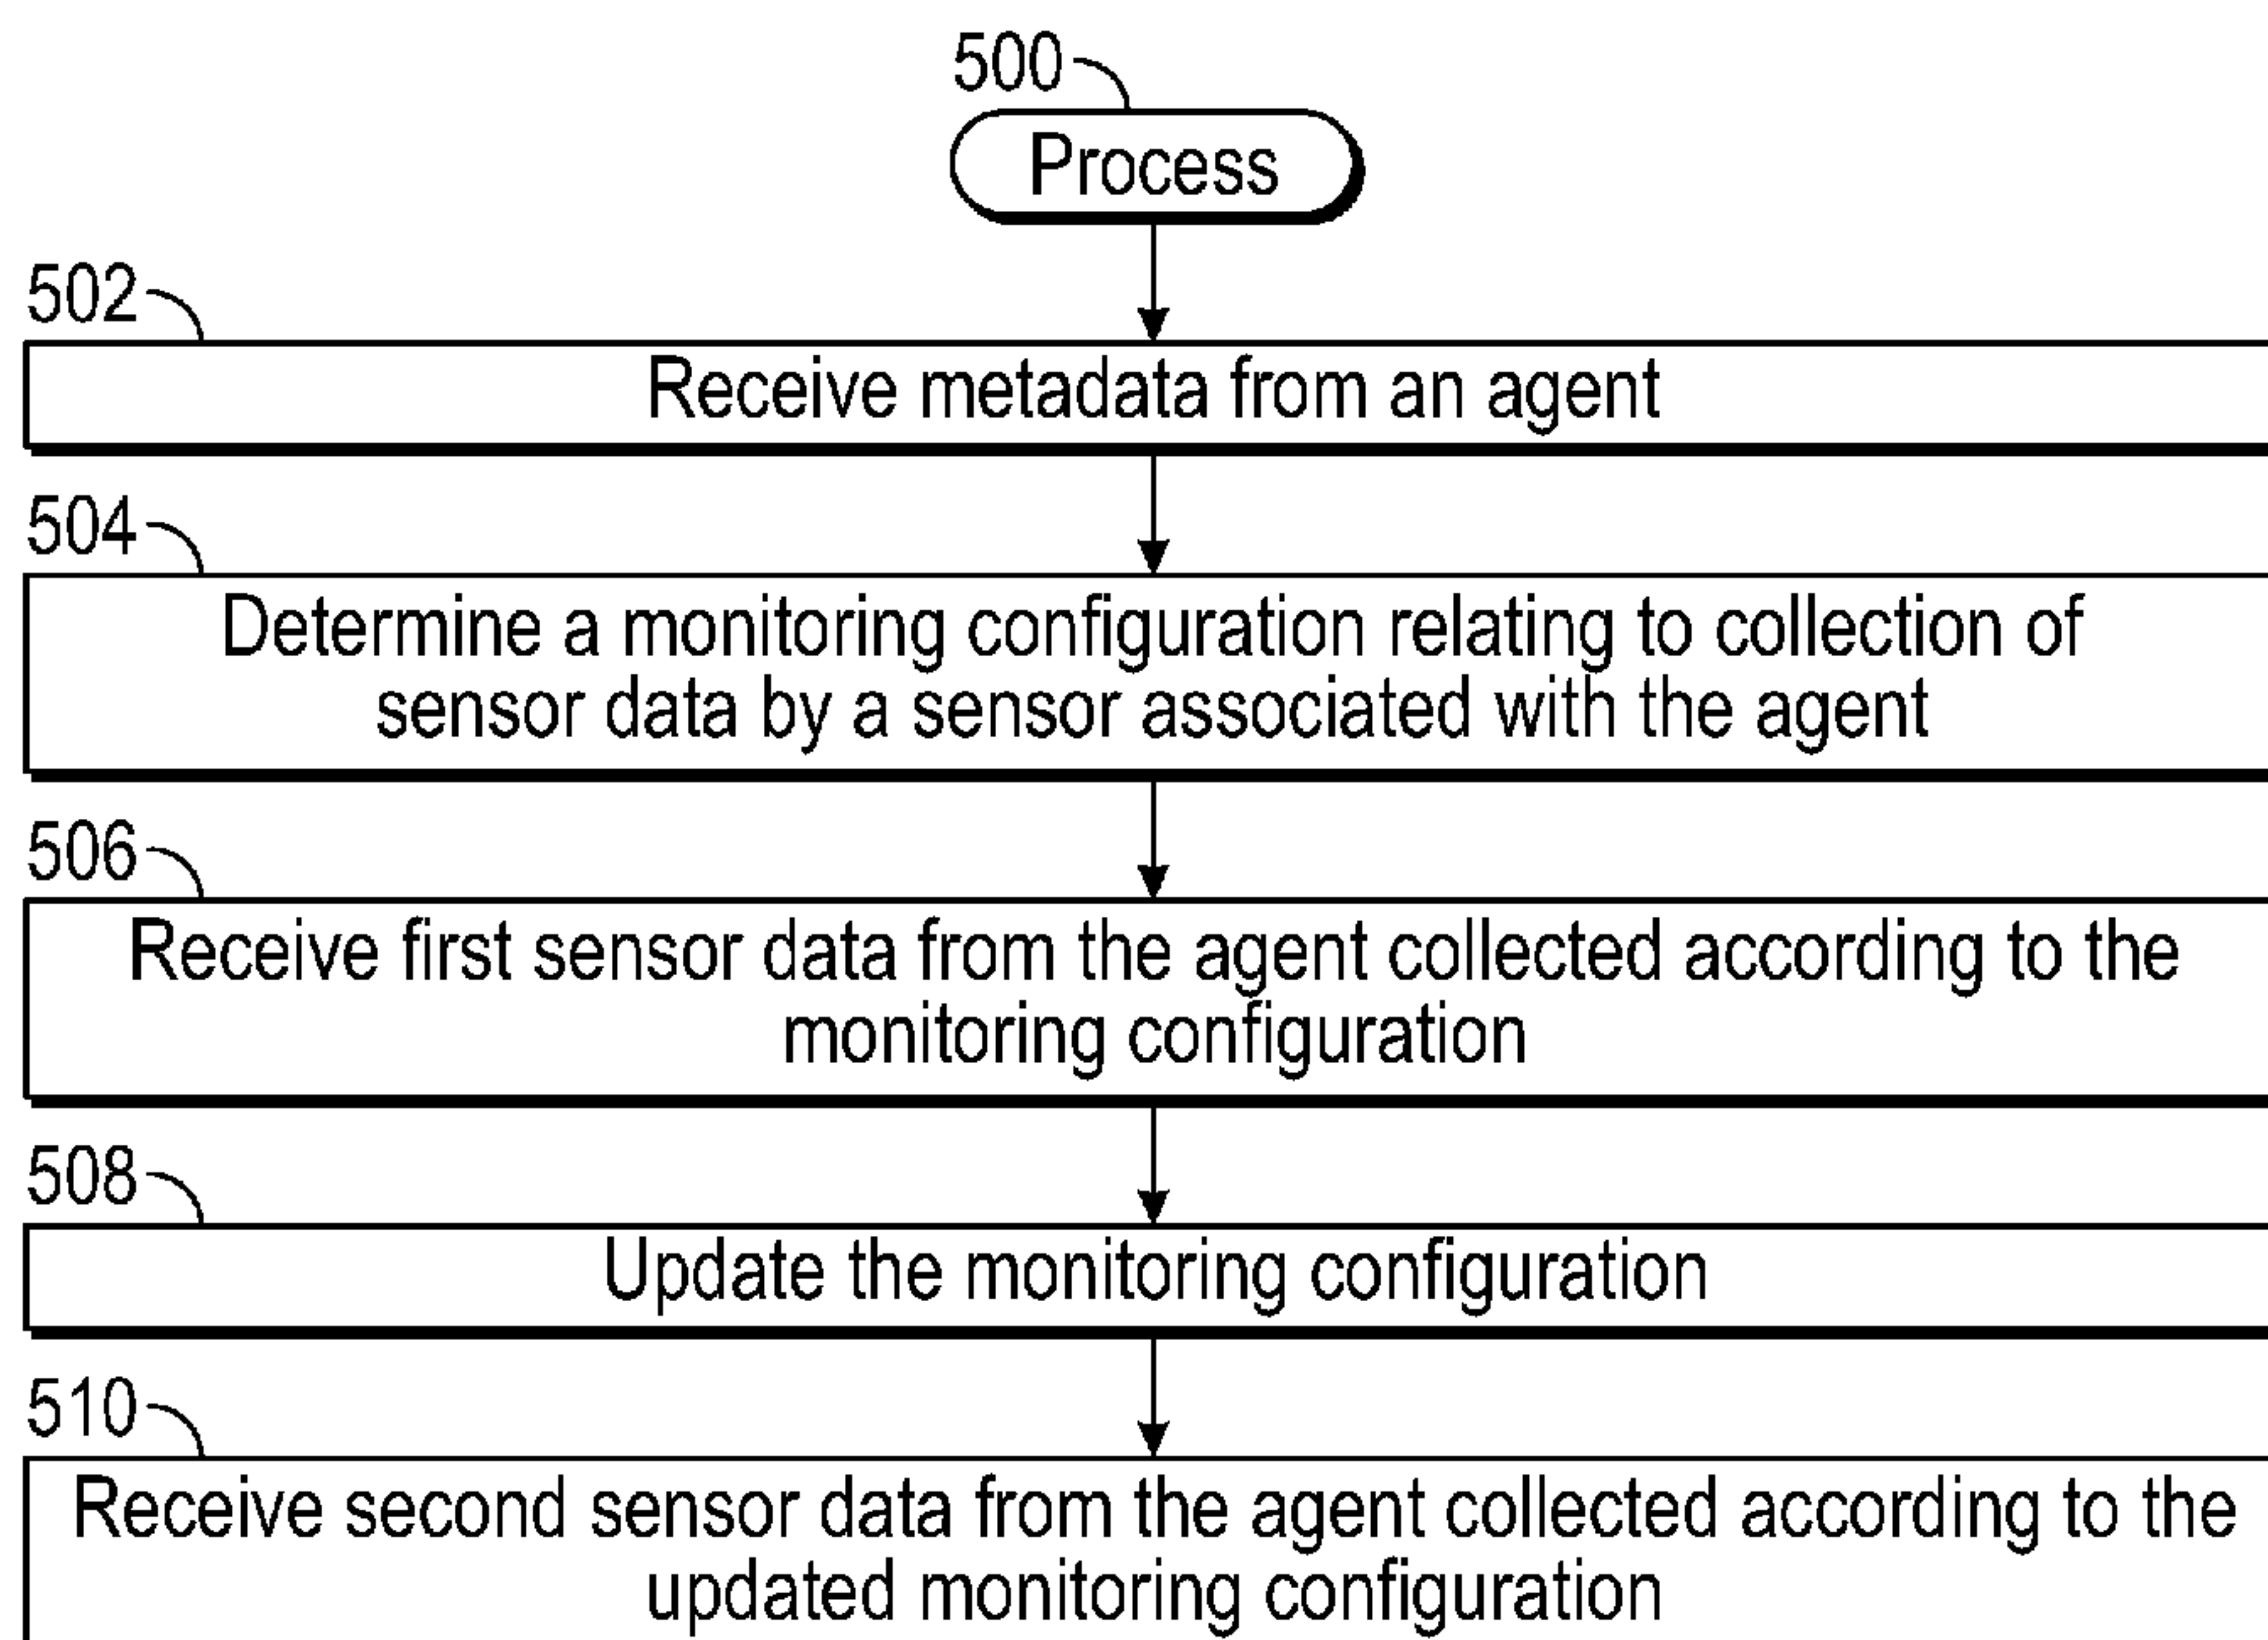 500
Process
502
Receive metadata from an agent
504
Determine a monitoring configuration relating to collection of
sensor data by a sensor associated with the agent
506
Receive first sensor data from the agent collected according to the
monitoring configuration
508
Update the monitoring configuration
510
Receive second sensor data from the agent collected according to the
updated monitoring configuration